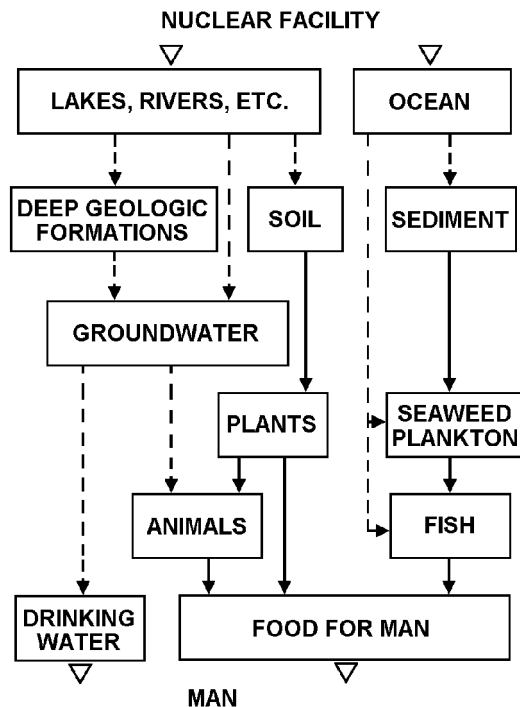 NUCLEAR FACILITY
LAKES, RIVERS, ETC.
OCEAN
DEEP GEOLOGIC
FORMATIONS
SOIL
SEDIMENT
GROUNDWATER
PLANTS
SEAWEED
PLANKTON
ANIMALS
FISH
DRINKING
WATER
FOOD FOR MAN
MAN